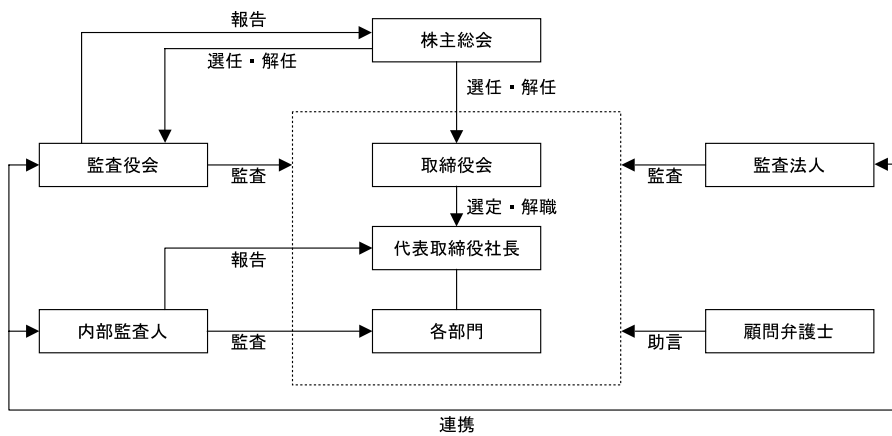 報告
株主総会
選任・解任
選任・解任
監査役会
監査
取締役会
監査
監査法人
選定・解職
代表取締役社長
報告
内部監査人
監査
各部門
助言
顧問弁護士
連携